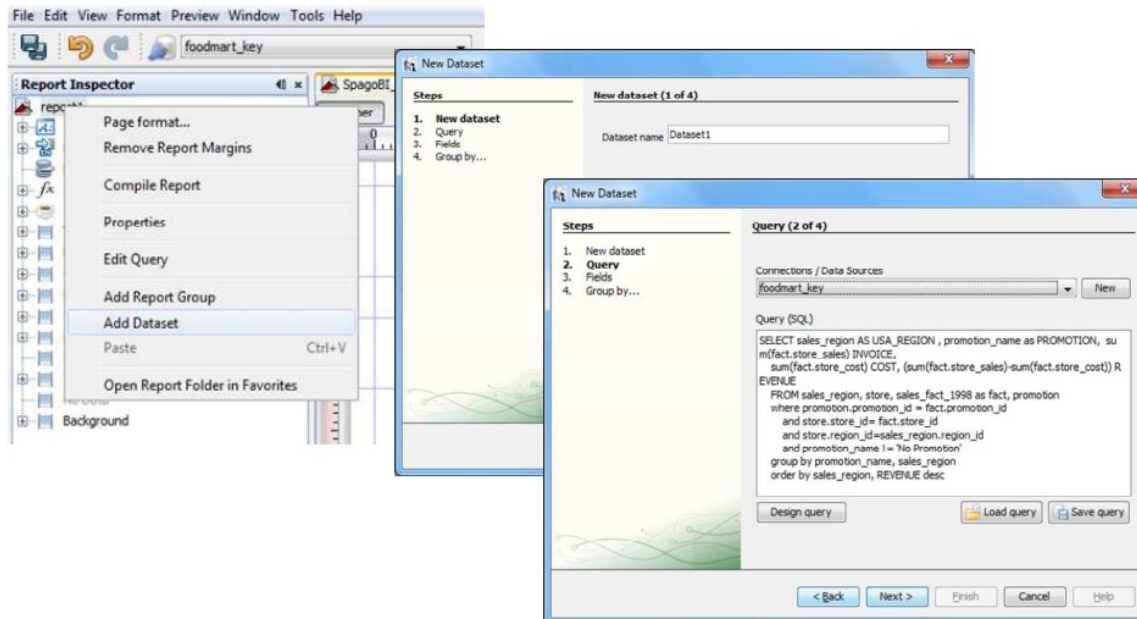 File Edit View Format Preview Window Tools Help
foodmart_key
Report Inspector
SpagoBI_
Page format...
Remove Report Margins
Compile Report
Properties
Edit Query
Add Report Group
Add Dataset
Paste Ctrl+V
Open Report Folder in Favorites
Background
New Dataset
Steps
1. New dataset
2. Query
3. Fields
4. Group by...
New dataset (1 of 4)
Dataset name Dataset1
New Dataset
Steps
1. New dataset
2. Query
3. Fields
4. Group by...
Query (2 of 4)
Connections / Data Sources
foodmart_key New
Query (SQL)
SELECT sales_region AS USA_REGION , promotion_name as PROMOTION, su
m(fact.store_sales) INVOICE,
sum(fact.store_cost) COST, (sum(fact.store_sales)-sum(fact.store_cost)) R
EVENUE
FROM sales_region, store, sales_fact_1998 as fact, promotion
where promotion.promotion_id = fact.promotion_id
and store.store_id= fact.store_id
and store.region_id=sales_region.region_id
and promotion_name != 'No Promotion'
group by promotion_name, sales_region
order by sales_region, REVENUE desc
Design query Load query Save query
< Back Next > Finish Cancel Help